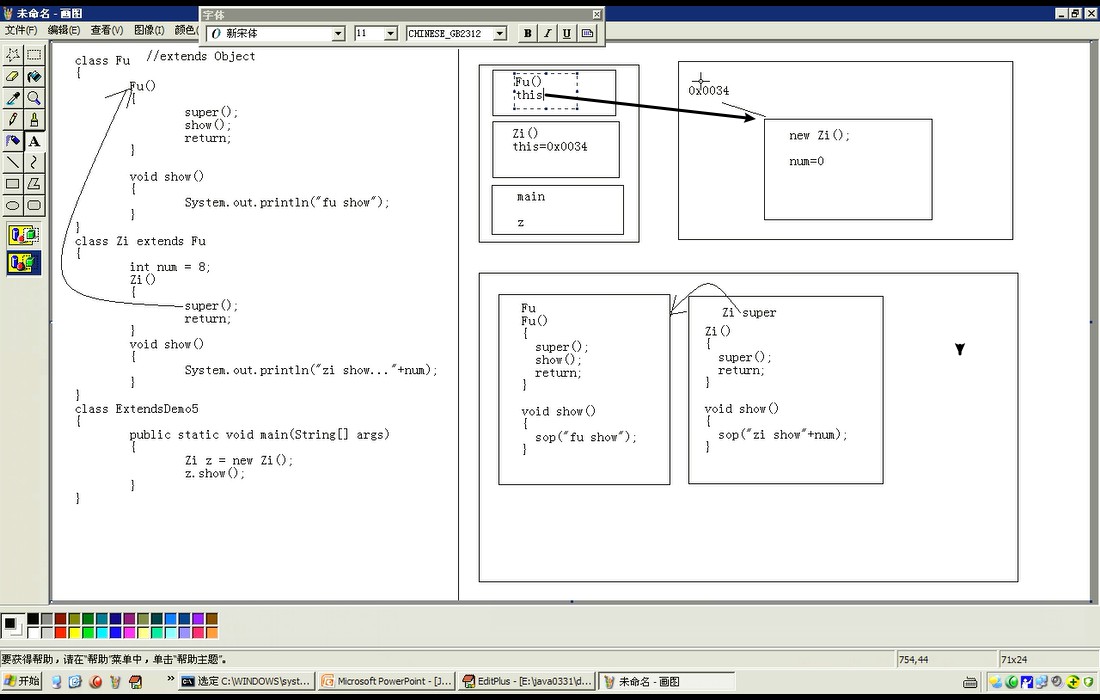 未命名 - 画图
字体
文件(F) 编辑(E) 查看(V) 图像(I) 颜色(
新宋体 11 CHINESE_GB2312 B I U
class Fu //extends Object
{
Fu()
{
super();
show();
return;
}
void show()
{
System.out.println("fu show");
}
}
class Zi extends Fu
{
int num = 8;
Zi()
{
super();
return;
}
void show()
{
System.out.println("zi show..."+num);
}
}
class ExtendsDemo5
{
public static void main(String[] args)
{
Zi z = new Zi();
z.show();
}
}
Fu()
this
Zi()
this=0x0034
main
z
0x0034
new Zi();
num=0
Fu
Fu()
{
super();
show();
return;
}
void show()
{
sop("fu show");
}
Zi super
Zi()
{
super();
return;
}
void show()
{
sop("zi show"+num);
}
A
要获得帮助，请在“帮助”菜单中，单击“帮助主题”。 754,44 71x24
开始 » 选定 C:\WINDOWS\syst... Microsoft PowerPoint - [J... EditPlus - [E:\java0331\d... 未命名 - 画图